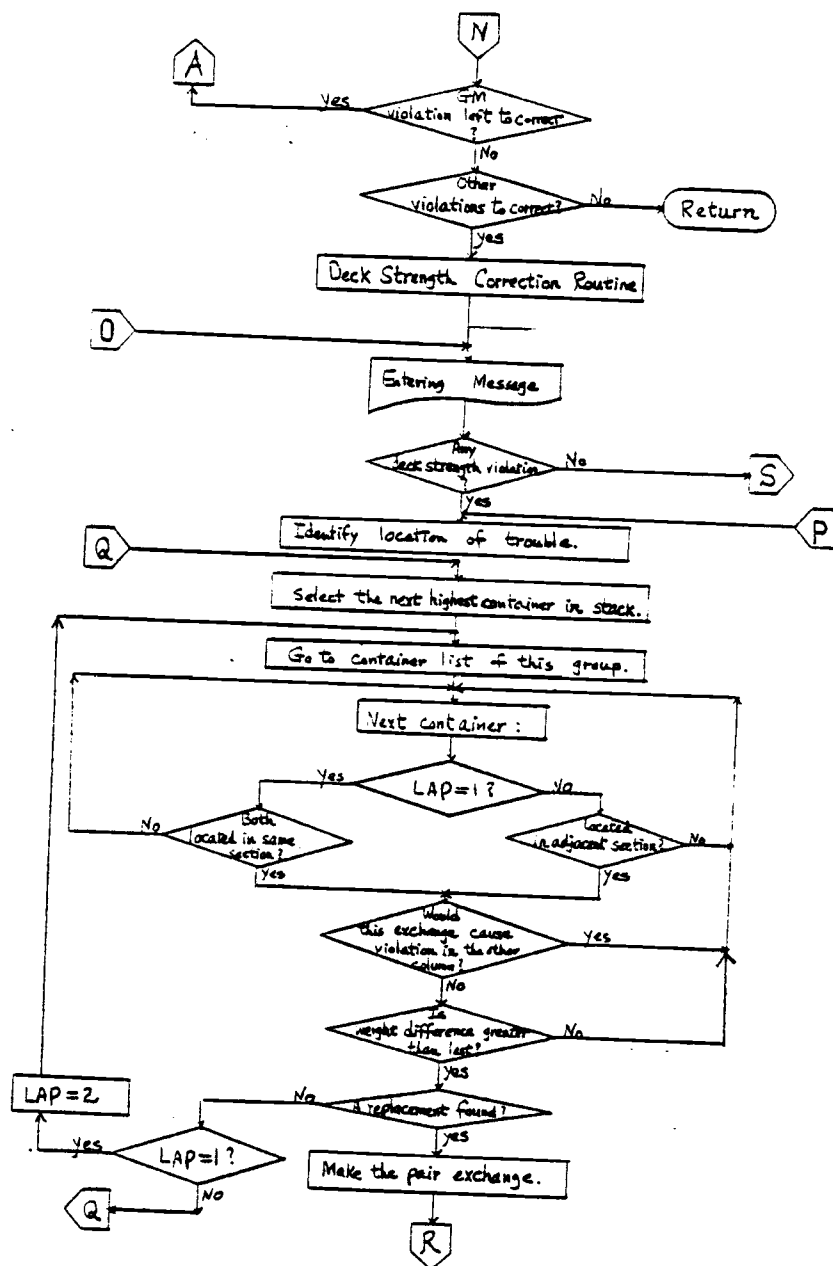 N
A
Yes
GM
violation left to correct
?
No
Other
violations to correct?
No
Return
yes
Deck Strength Correction Routine
O
Entering Message
Any
deck strength violation
No
S
Yes
P
Identify location of trouble.
Q
Select the next highest container in stack.
Go to container list of this group.
Next container :
Yes
LAP=1?
No
No
Both
located in same
section?
Located
in adjacent section?
No
Yes
Yes
Would
this exchange cause
violation in the other
column?
Yes
No
Is
weight difference greater
than last?
No
yes
LAP=2
No
A replacement found?
yes
Yes
LAP=1?
No
Make the pair exchange.
Q
R